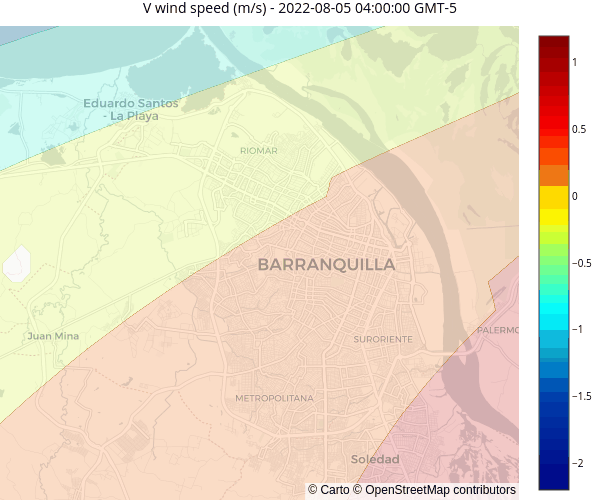 V wind speed (m/s) - 2022-08-05 04:00:00 GMT-5
Eduardo Santos
- La Playa
RIOMAR
BARRANQUILLA
Juan Mina
SURORIENTE
PALERMO
METROPOLITANA
Soledad
© Carto © OpenStreetMap contributors
1
0.5
0
−0.5
−1
−1.5
−2